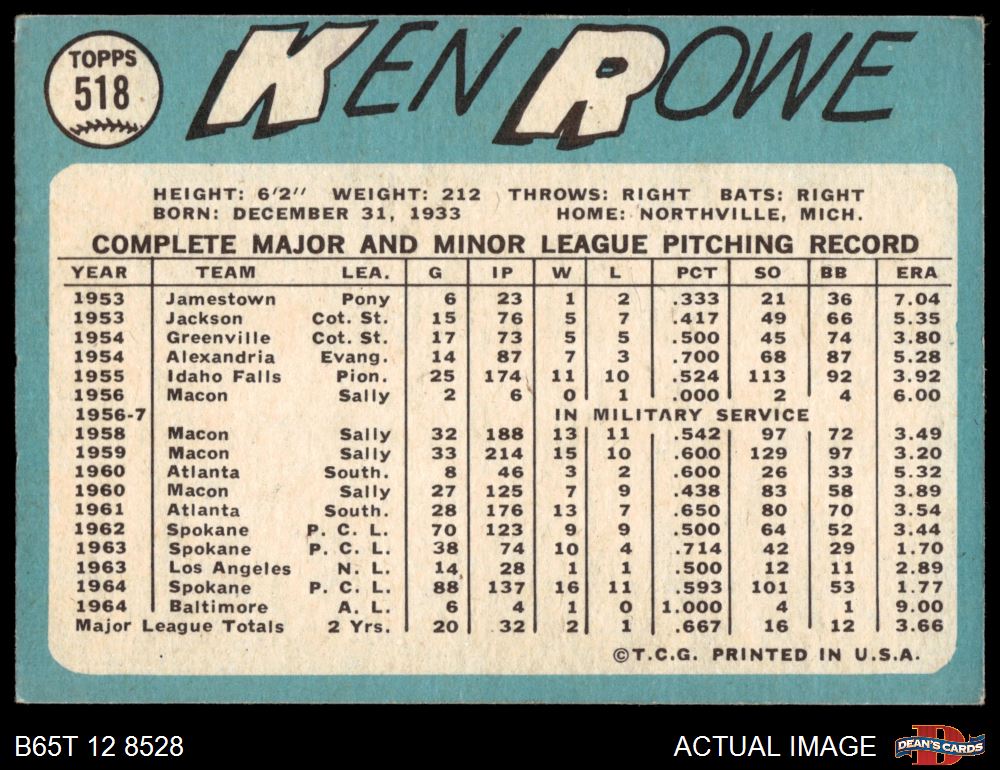 TOPPS
518
KEN ROWE
HEIGHT: 6'2'' WEIGHT: 212 THROWS: RIGHT BATS: RIGHT
BORN: DECEMBER 31, 1933 HOME: NORTHVILLE, MICH.
COMPLETE MAJOR AND MINOR LEAGUE PITCHING RECORD
YEAR TEAM LEA. G IP W L PCT SO BB ERA
1953 Jamestown Pony 6 23 1 2 .333 21 36 7.04
1953 Jackson Cot. St. 15 76 5 7 .417 49 66 5.35
1954 Greenville Cot. St. 17 73 5 5 .500 45 74 3.80
1954 Alexandria Evang. 14 87 7 3 .700 68 87 5.28
1955 Idaho Falls Pion. 25 174 11 10 .524 113 92 3.92
1956 Macon Sally 2 6 0 1 .000 2 4 6.00
1956-7 IN MILITARY SERVICE
1958 Macon Sally 32 188 13 11 .542 97 72 3.49
1959 Macon Sally 33 214 15 10 .600 129 97 3.20
1960 Atlanta South. 8 46 3 2 .600 26 33 5.32
1960 Macon Sally 27 125 7 9 .438 83 58 3.89
1961 Atlanta South. 28 176 13 7 .650 80 70 3.54
1962 Spokane P. C. L. 70 123 9 9 .500 64 52 3.44
1963 Spokane P. C. L. 38 74 10 4 .714 42 29 1.70
1963 Los Angeles N. L. 14 28 1 1 .500 12 11 2.89
1964 Spokane P. C. L. 88 137 16 11 .593 101 53 1.77
1964 Baltimore A. L. 6 4 1 0 1.000 4 1 9.00
Major League Totals 2 Yrs. 20 32 2 1 .667 16 12 3.66
©T.C.G. PRINTED IN U.S.A.
B65T 12 8528 ACTUAL IMAGE
D
DEAN'S CARDS